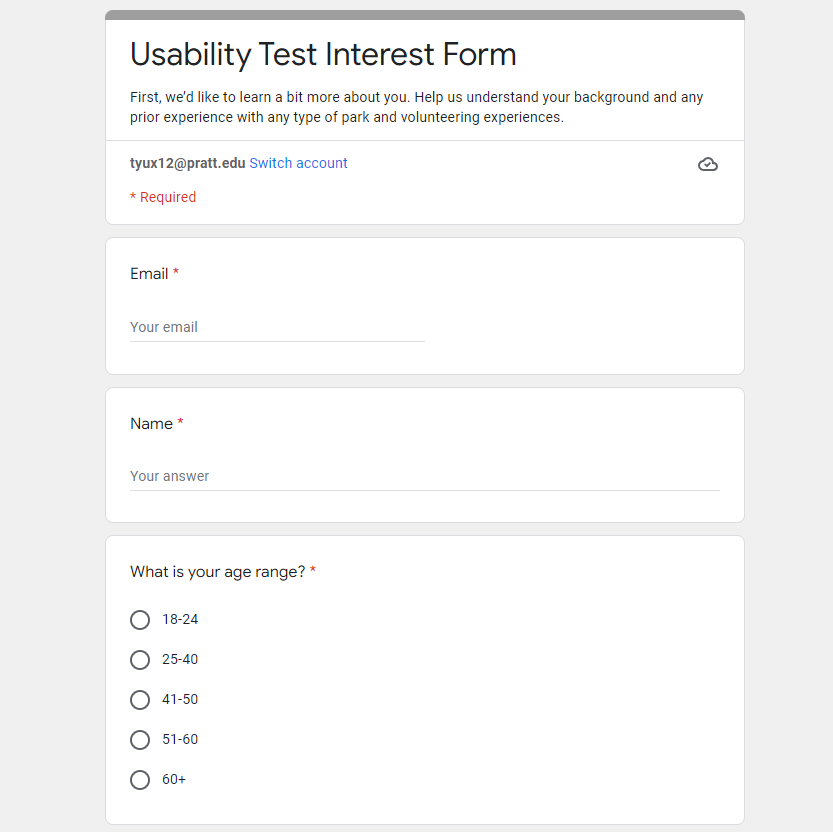 Usability Test Interest Form
First, we’d like to learn a bit more about you. Help us understand your background and any
prior experience with any type of park and volunteering experiences.
tyux12@pratt.edu Switch account
* Required
Email *
Your email
Name *
Your answer
What is your age range? *
18-24
25-40
41-50
51-60
60+